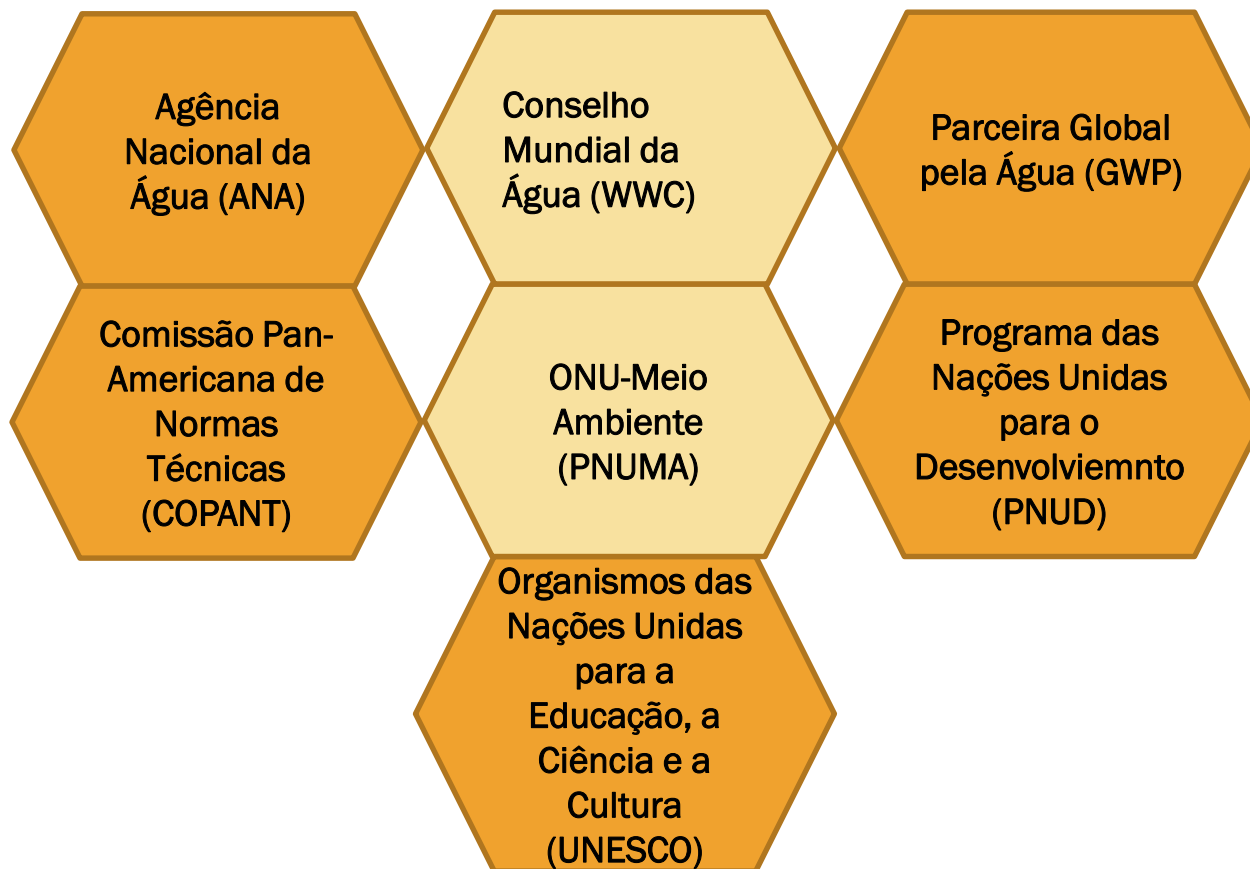 Agência
Nacional da
Água (ANA)
Conselho
Mundial da
Água (WWC)
Parceira Global
pela Água (GWP)
Comissão Pan-
Americana de
Normas
Técnicas
(COPANT)
ONU-Meio
Ambiente
(PNUMA)
Programa das
Nações Unidas
para o
Desenvolviemnto
(PNUD)
Organismos das
Nações Unidas
para a
Educação, a
Ciência e a
Cultura
(UNESCO)